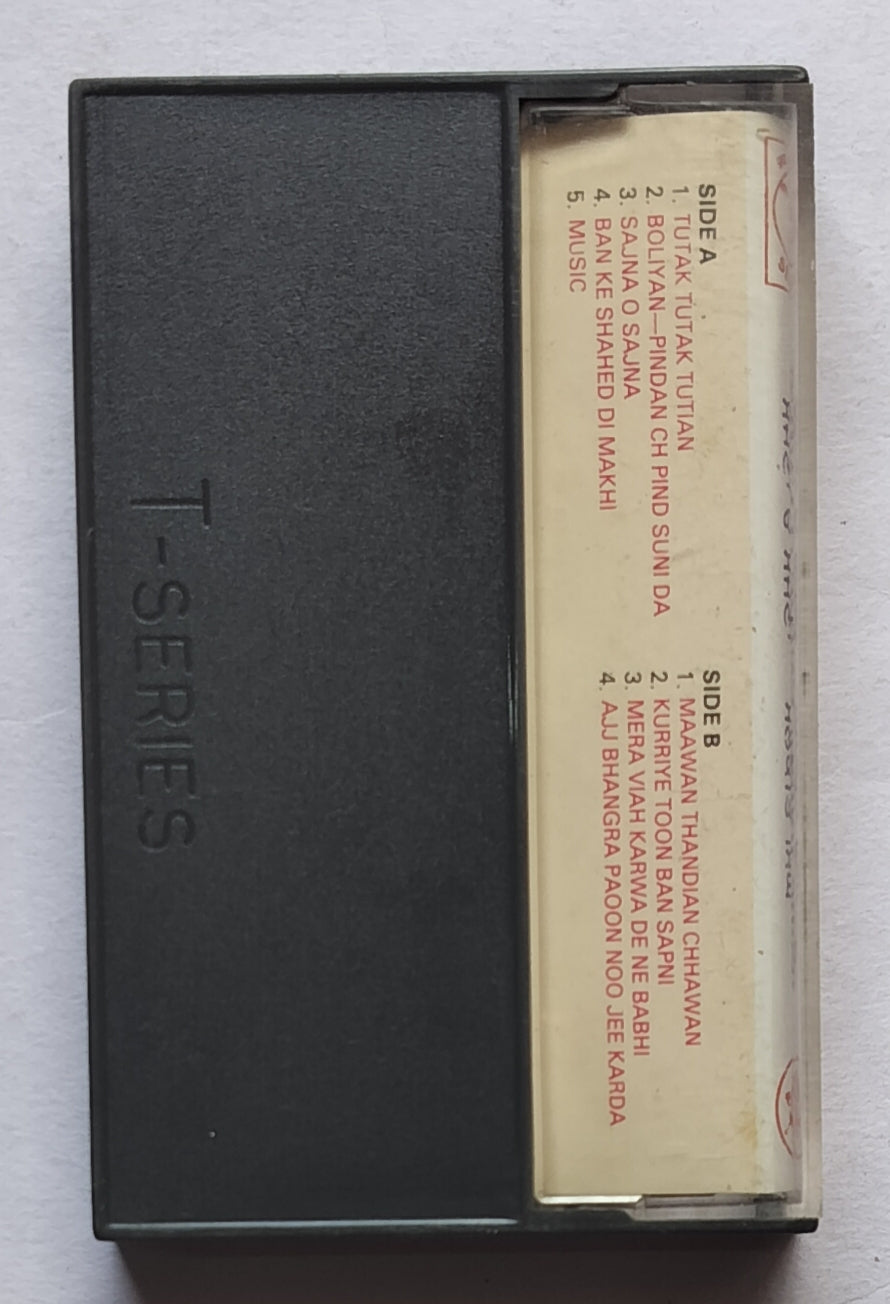 SIDE A
1. TUTAK TUTAK TUTIAN
2. BOLIYAN—PINDAN CH PIND SUNI DA
3. SAJNA O SAJNA
4. BAN KE SHAHED DI MAKHI
5. MUSIC
SIDE B
1. MAAWAN THANDIAN CHHAWAN
2. KURRIYE TOON BAN SAPNI
3. MERA VIAH KARWA DE NE BABHI
4. AJJ BHANGRA PAOON NOO JEE KARDA
T-SERIES